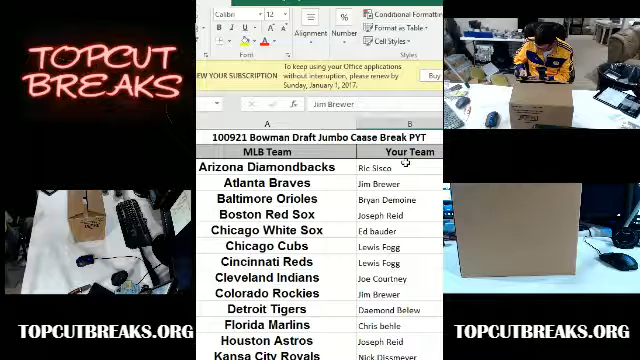 TOPCUT
BREAKS
Calibri
12
Alignment
Number
Conditional Formatting
Format as Table
Cell Styles
NEW YOUR SUBSCRIPTION
To keep using your Office applications
without interruption, please renew by
Sunday, January 1, 2017.
Buy
fx
Jim Brewer
A
B
100921 Bowman Draft Jumbo Caase Break PYT
MLB Team
Your Team
Arizona Diamondbacks
Ric Sisco
Atlanta Braves
Jim Brewer
Baltimore Orioles
Bryan Demoine
Boston Red Sox
Joseph Reid
Chicago White Sox
Ed bauder
Chicago Cubs
Lewis Fogg
Cincinnati Reds
Lewis Fogg
Cleveland Indians
Joe Courtney
Colorado Rockies
Jim Brewer
Detroit Tigers
Daemond Belew
Florida Marlins
Chris behle
Houston Astros
Joseph Reid
Kansas City Royals
Nick Dissmeyer
TOPCUTBREAKS.ORG
TOPCUTBREAKS.ORG